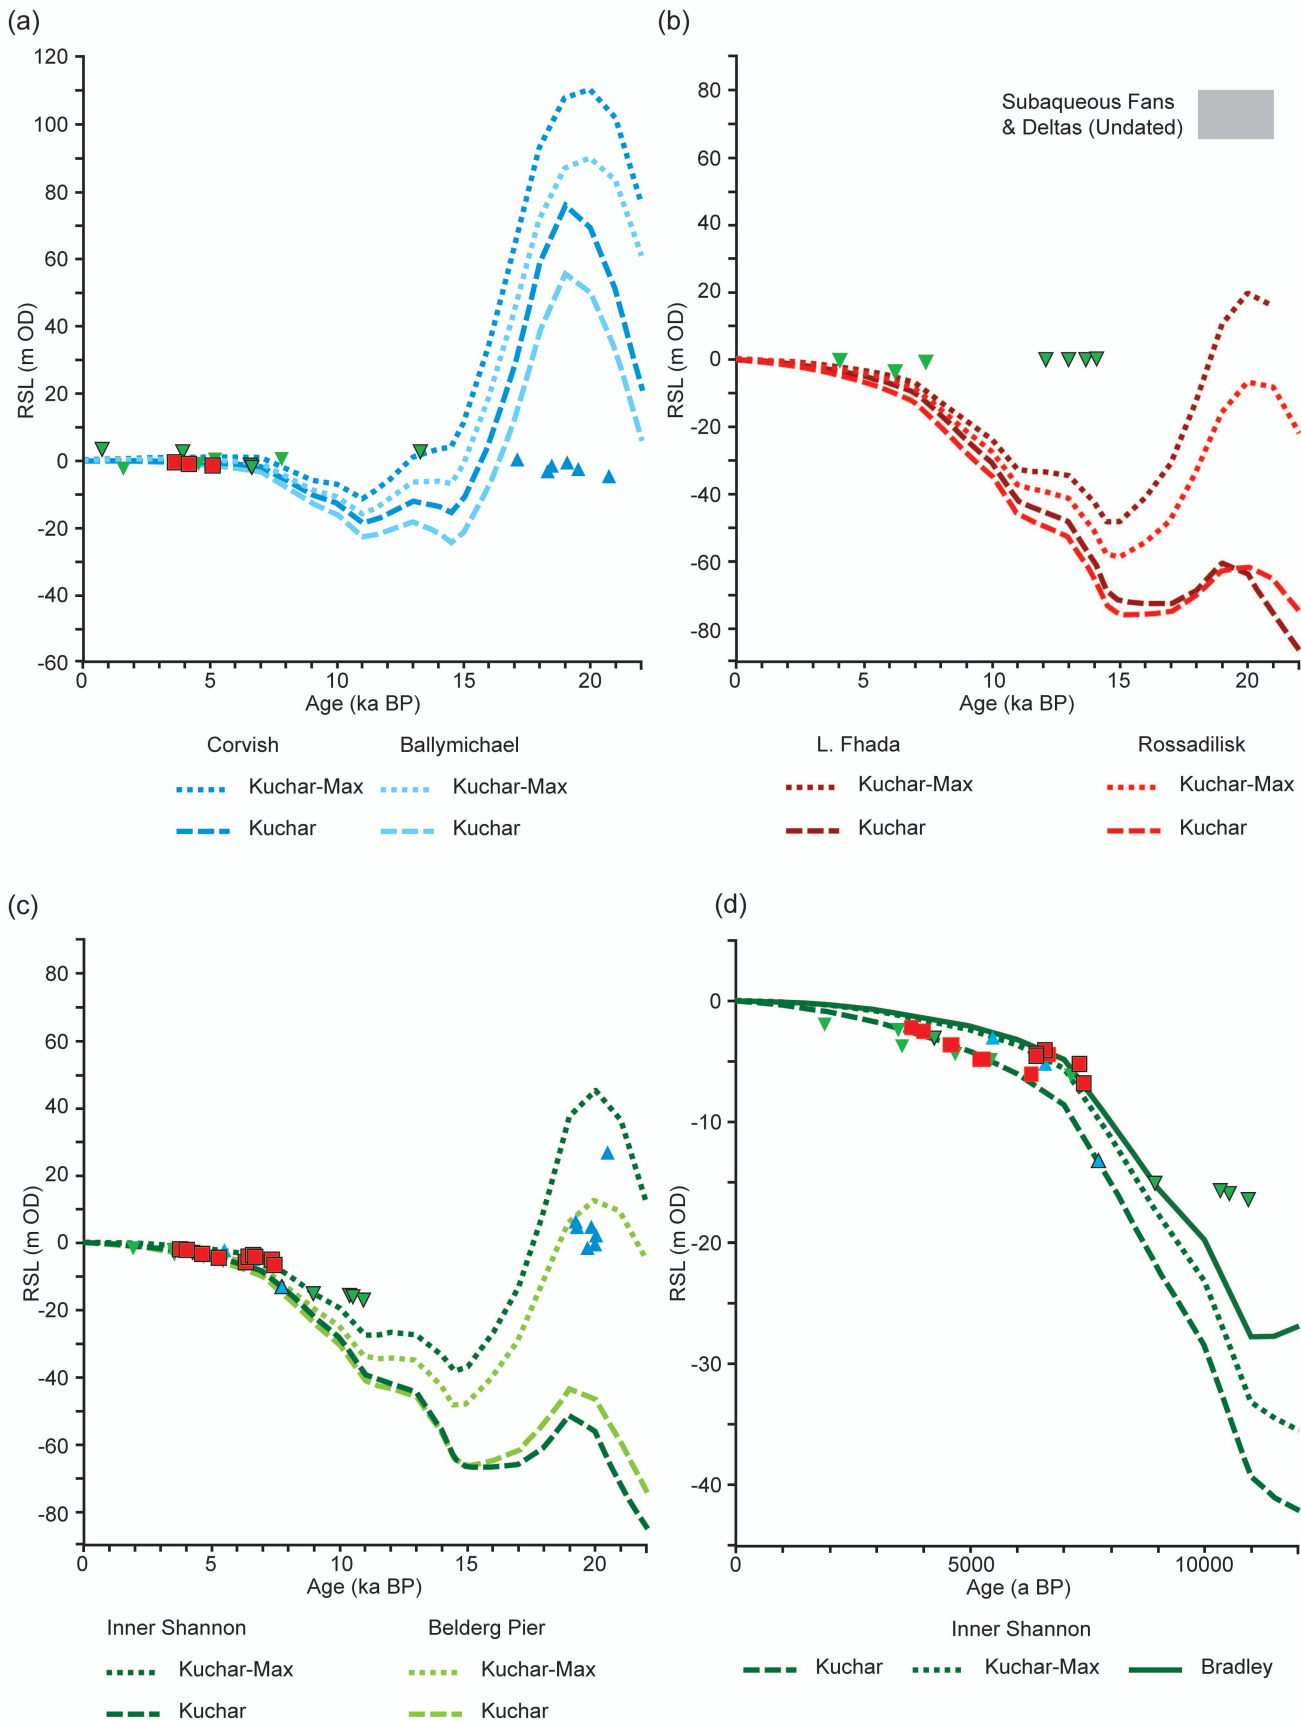 (a)
120
100
80
60
40
20
0
-20
-40
-60
RSL (m OD)
0 5 10 15 20
Age (ka BP)
Corvish Ballymichael
Kuchar-Max Kuchar-Max
Kuchar Kuchar
(b)
Subaqueous Fans
& Deltas (Undated)
80
60
40
20
0
-20
-40
-60
-80
RSL (m OD)
0 5 10 15 20
Age (ka BP)
L. Fhada Rossadilisk
Kuchar-Max Kuchar-Max
Kuchar Kuchar
(c)
80
60
40
20
0
-20
-40
-60
-80
RSL (m OD)
0 5 10 15 20
Age (ka BP)
Inner Shannon Belderg Pier
Kuchar-Max Kuchar-Max
Kuchar Kuchar
(d)
0
-10
-20
-30
-40
RSL (m OD)
0 5000 10000
Age (a BP)
Inner Shannon
Kuchar Kuchar-Max Bradley